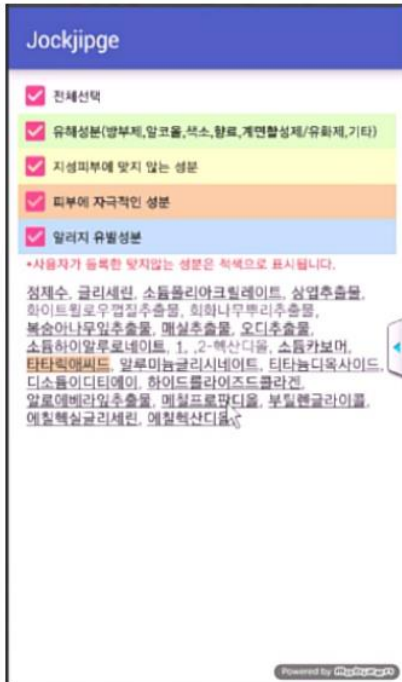 Jockjipge
전체선택
유해성분(방부제,알코올,색소,향료,계면활성제/유화제,기타)
지성피부에 맞지 않는 성분
피부에 자극적인 성분
알러지 유발성분
*사용자가 등록한 맞지않는 성분은 적색으로 표시됩니다.
정제수, 글리세린, 소듐폴리아크릴레이트, 상엽추출물,
화이트윌로우껍질추출물, 회화나무뿌리추출물,
복숭아나무잎추출물, 매실추출물, 오디추출물,
소듐하이알루로네이트, 1, ,2-헥산디올, 소듐카보머,
타타릭애씨드, 알루미늄글리시네이트, 티타늄디옥사이드,
디소듐이디티에이, 하이드롤라이즈드콜라겐,
알로에베라잎추출물, 메칠프로판디올, 부틸렌글라이콜,
에칠헥실글리세린, 에칠헥산디올
Powered by